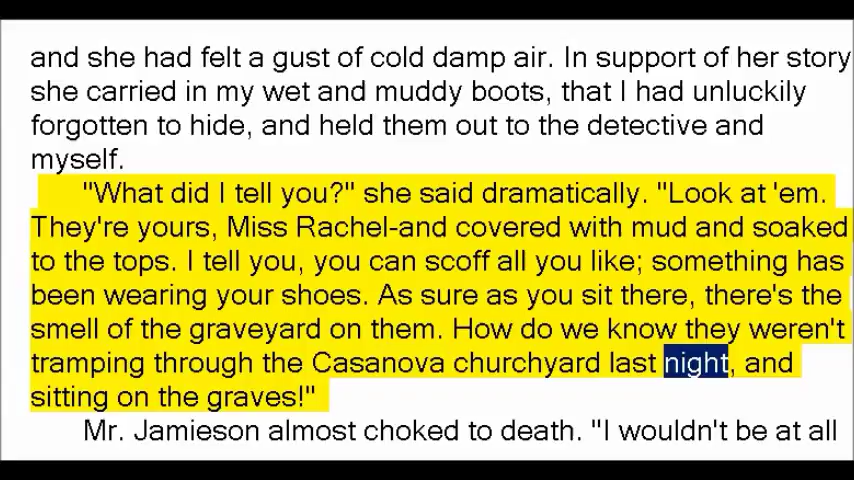 and she had felt a gust of cold damp air. In support of her story
she carried in my wet and muddy boots, that I had unluckily
forgotten to hide, and held them out to the detective and
myself.
"What did I tell you?" she said dramatically. "Look at 'em.
They're yours, Miss Rachel-and covered with mud and soaked
to the tops. I tell you, you can scoff all you like; something has
been wearing your shoes. As sure as you sit there, there's the
smell of the graveyard on them. How do we know they weren't
tramping through the Casanova churchyard last night, and
sitting on the graves!"
Mr. Jamieson almost choked to death. "I wouldn't be at all